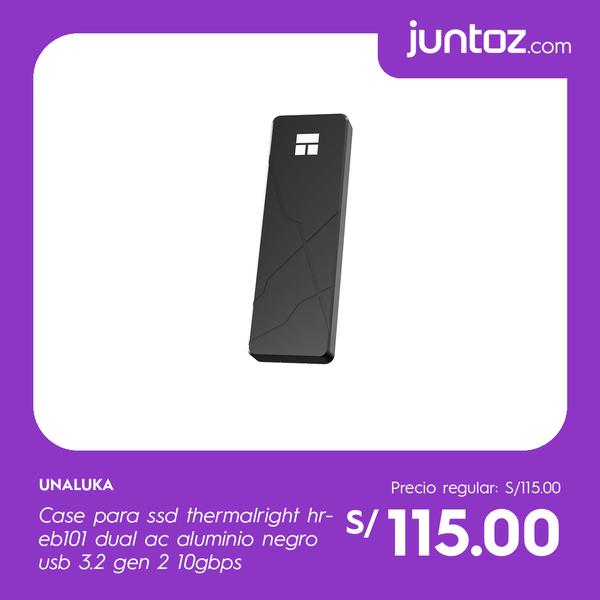 juntoz.com
UNALUKA
Case para ssd thermalright hr-
eb101 dual ac aluminio negro
usb 3.2 gen 2 10gbps
Precio regular: S/115.00
S/ 115.00